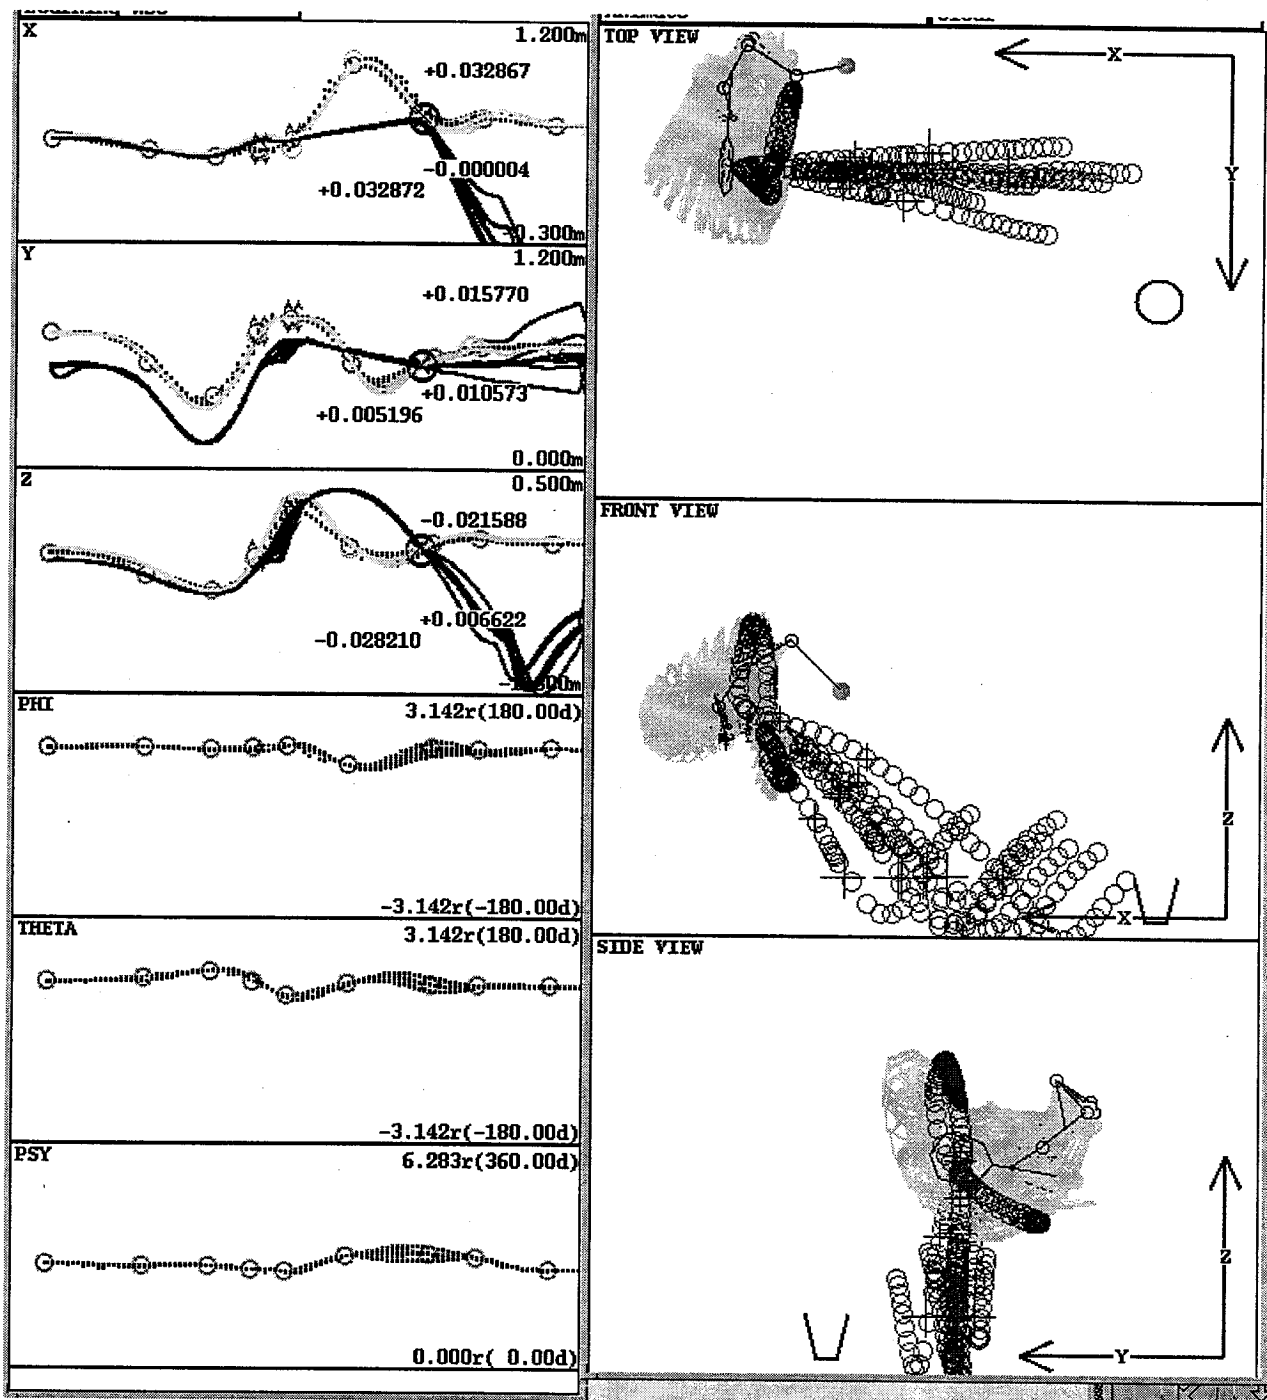 X
1.200m
+0.032867
-0.000004
+0.032872
0.300m
Y
1.200m
+0.015770
+0.010573
+0.005196
0.000m
Z
0.500m
-0.021588
+0.006622
-0.028210
PHI
3.142r(180.00d)
-3.142r(-180.00d)
THETA
3.142r(180.00d)
-3.142r(-180.00d)
PSY
6.283r(360.00d)
0.000r( 0.00d)
TOP VIEW
X
Y
FRONT VIEW
Z
X
SIDE VIEW
Z
Y